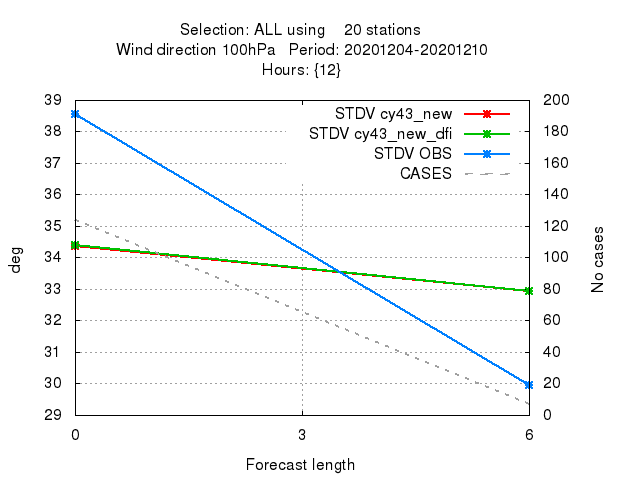 Selection: ALL using    20 stations
Wind direction 100hPa   Period: 20201204-20201210
Hours: {12}
STDV cy43_new
STDV cy43_new_dfi
STDV OBS
CASES
39
38
37
36
35
34
33
32
31
30
29
200
180
160
140
120
100
80
60
40
20
0
deg
No cases
0
3
6
Forecast length